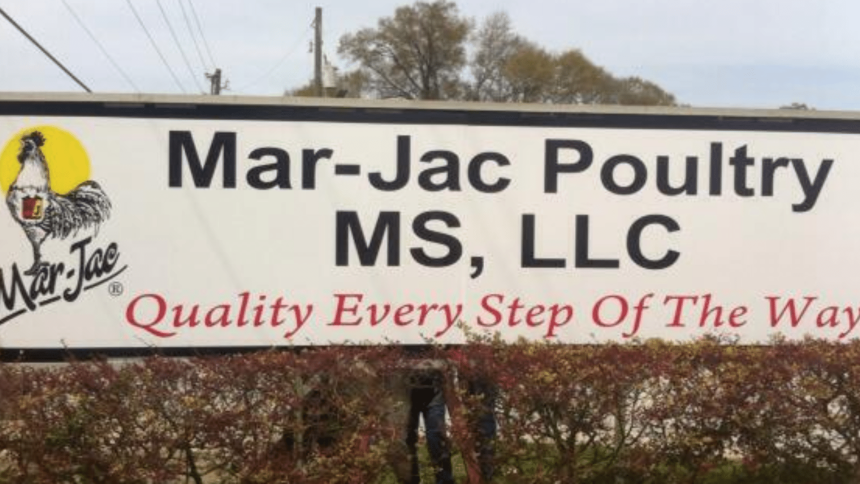 Mar-Jac Poultry
MS, LLC
Mar-Jac ®
Quality Every Step Of The Way